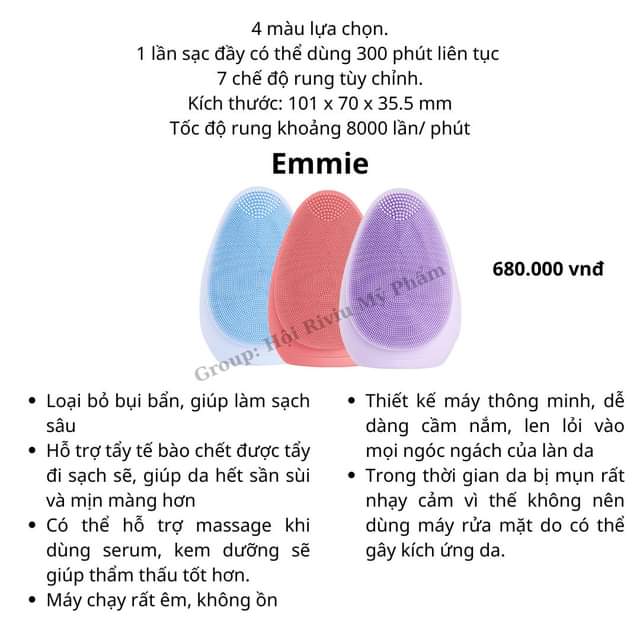 4 màu lựa chọn.
1 lần sạc đầy có thể dùng 300 phút liên tục
7 chế độ rung tùy chỉnh.
Kích thước: 101 x 70 x 35.5 mm
Tốc độ rung khoảng 8000 lần/ phút
Emmie
680.000 vnđ
Group: Hội Riviu Mỹ Phẩm
• Loại bỏ bụi bẩn, giúp làm sạch
sâu
• Hỗ trợ tẩy tế bào chết được tẩy
đi sạch sẽ, giúp da hết sần sùi
và mịn màng hơn
• Có thể hỗ trợ massage khi
dùng serum, kem dưỡng sẽ
giúp thẩm thấu tốt hơn.
• Máy chạy rất êm, không ồn
• Thiết kế máy thông minh, dễ
dàng cầm nắm, len lỏi vào
mọi ngóc ngách của làn da
• Trong thời gian da bị mụn rất
nhạy cảm vì thế không nên
dùng máy rửa mặt do có thể
gây kích ứng da.